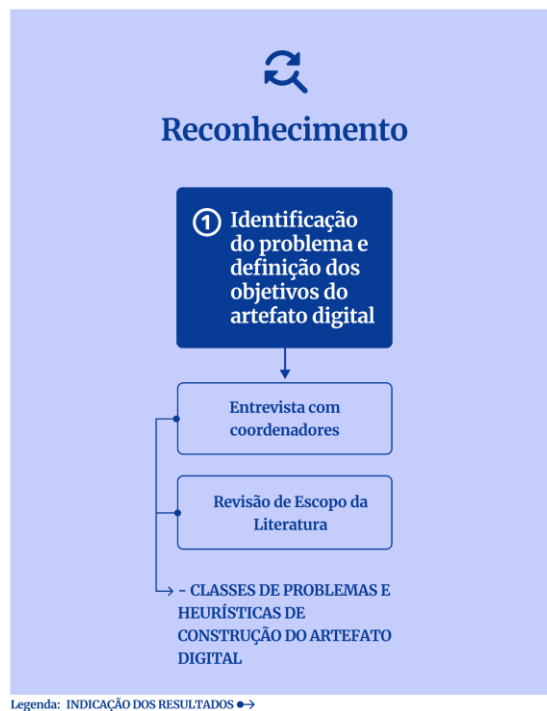 Reconhecimento
1 Identificação
do problema e
definição dos
objetivos do
artefato digital
Entrevista com
coordenadores
Revisão de Escopo da
Literatura
- CLASSES DE PROBLEMAS E
HEURÍSTICAS DE
CONSTRUÇÃO DO ARTEFATO
DIGITAL
Legenda: INDICAÇÃO DOS RESULTADOS